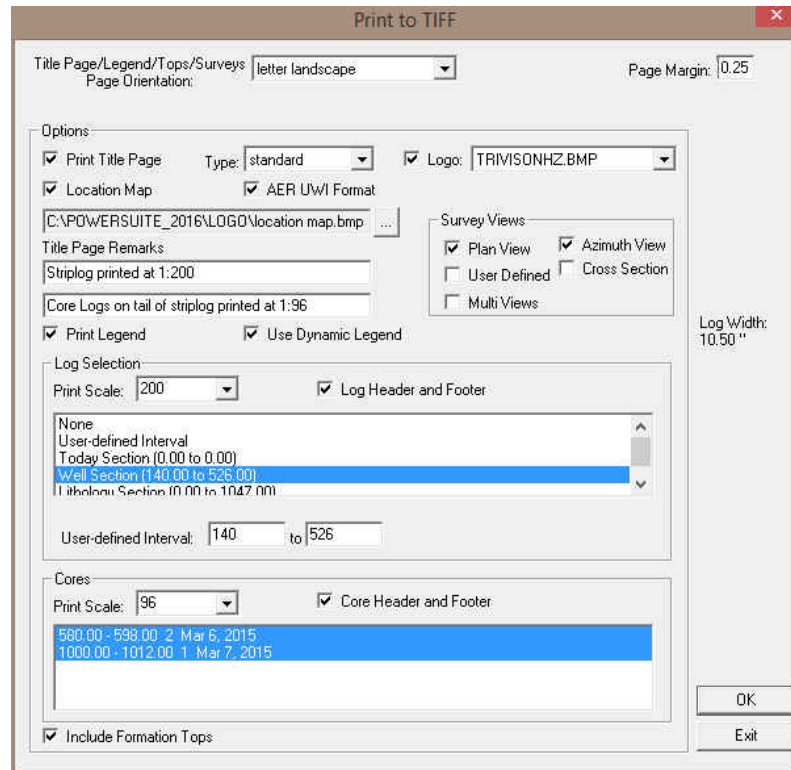 Print to TIFF
Title Page/Legend/Tops/Surveys
Page Orientation:
letter landscape
Page Margin: 0.25
Options
Print Title Page
Type: standard
Logo: TRIVISONHZ.BMP
Location Map
AER UWI Format
C:\POWERSUITE_2016\LOGO\location map.bmp ...
Title Page Remarks
Striplog printed at 1:200
Core Logs on tail of striplog printed at 1:96
Survey Views
Plan View
Azimuth View
User Defined
Cross Section
Multi Views
Print Legend
Use Dynamic Legend
Log Width:
10.50 "
Log Selection
Print Scale: 200
Log Header and Footer
None
User-defined Interval
Today Section (0.00 to 0.00)
Well Section (140.00 to 526.00)
Lithology Section (0.00 to 1047.00)
User-defined Interval: 140 to 526
Cores
Print Scale: 96
Core Header and Footer
580.00 - 598.00 2 Mar 6, 2015
1000.00 - 1012.00 1 Mar 7, 2015
Include Formation Tops
OK
Exit